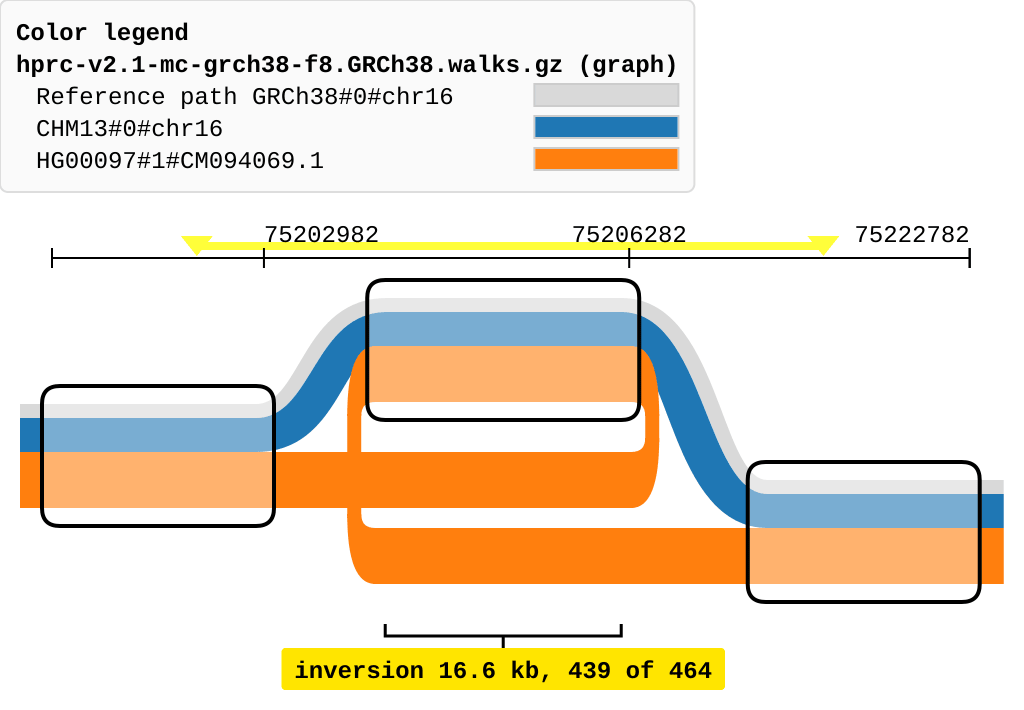 Color legend
hprc-v2.1-mc-grch38-f8.GRCh38.walks.gz (graph)
Reference path GRCh38#0#chr16
CHM13#0#chr16
HG00097#1#CM094069.1
75202982 75206282 75222782
inversion 16.6 kb, 439 of 464